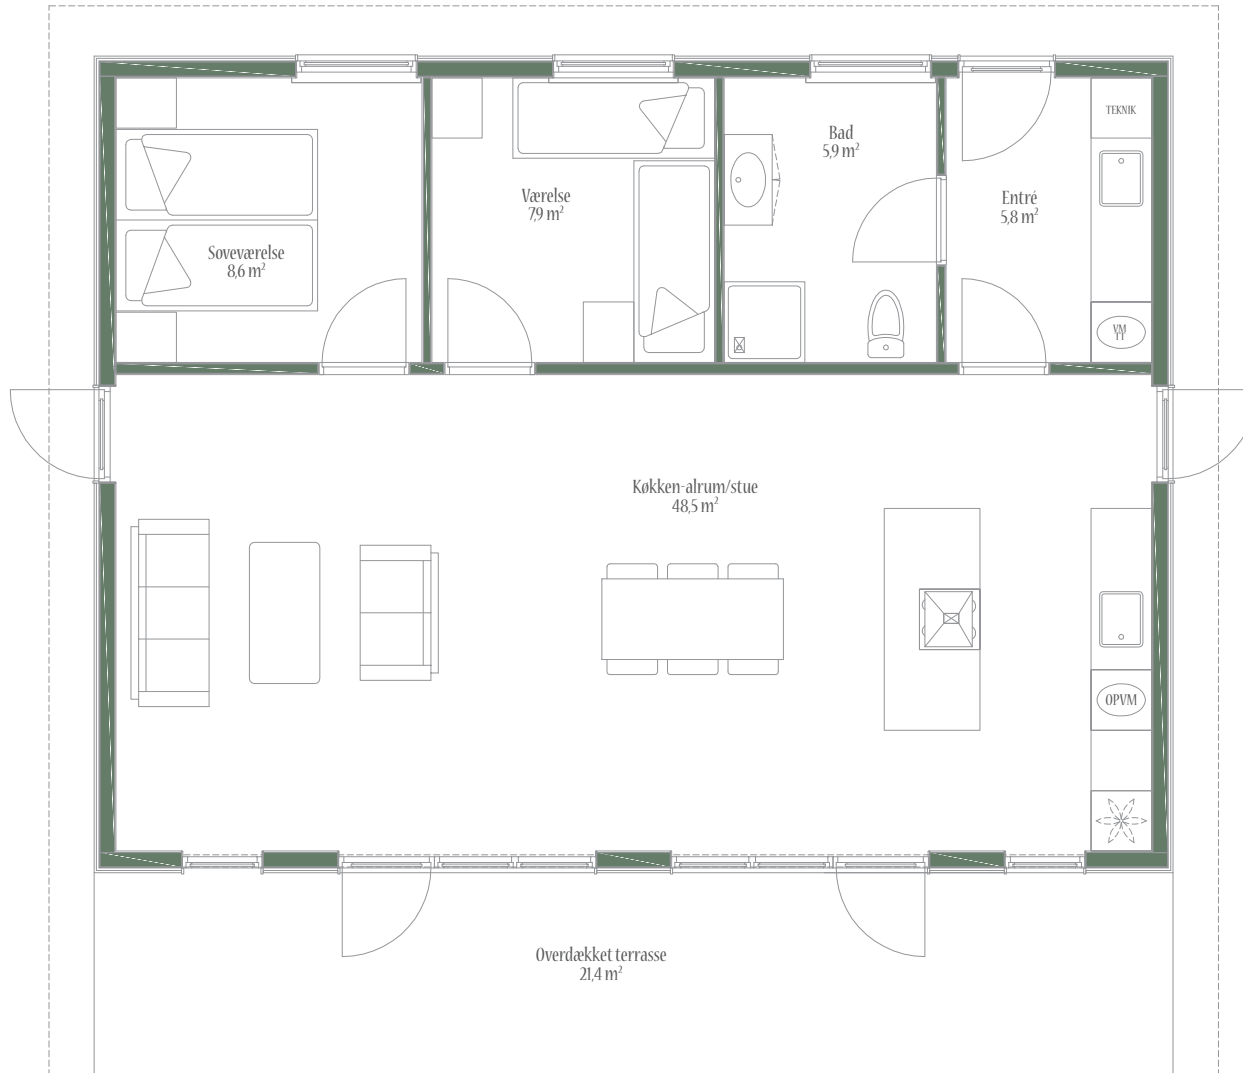 TEKNIK
Bad
5,9 m²
Værelse
7,9 m²
Entré
5,8 m²
Soveværelse
8,6 m²
VM
TT
Køkken-alrum/stue
48,5 m²
OPVM
Overdækket terrasse
21,4 m²